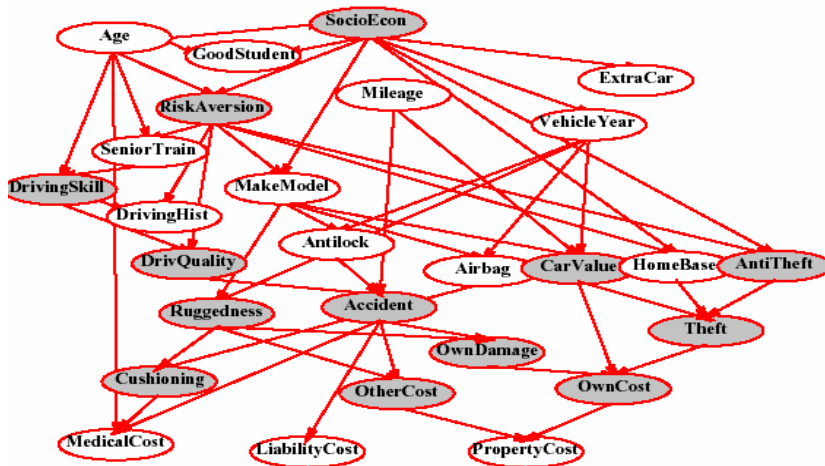 SocioEcon
Age
GoodStudent
ExtraCar
Mileage
RiskAversion
VehicleYear
SeniorTrain
DrivingSkill
MakeModel
DrivingHist
Antilock
DrivQuality
Airbag
CarValue
HomeBase
AntiTheft
Ruggedness
Accident
Theft
OwnDamage
Cushioning
OtherCost
OwnCost
MedicalCost
LiabilityCost
PropertyCost